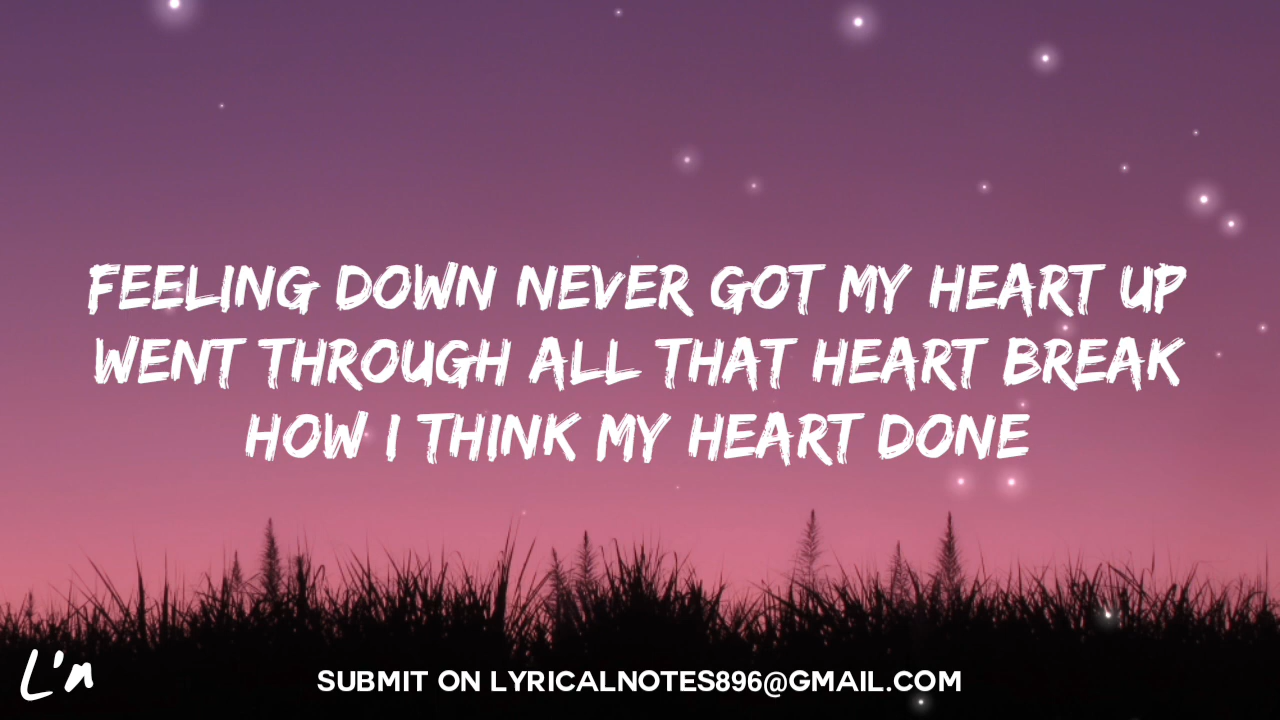 FEELING DOWN NEVER GOT MY HEART UP
WENT THROUGH ALL THAT HEART BREAK
HOW I THINK MY HEART DONE
L'n
SUBMIT ON LYRICALNOTES896@GMAIL.COM